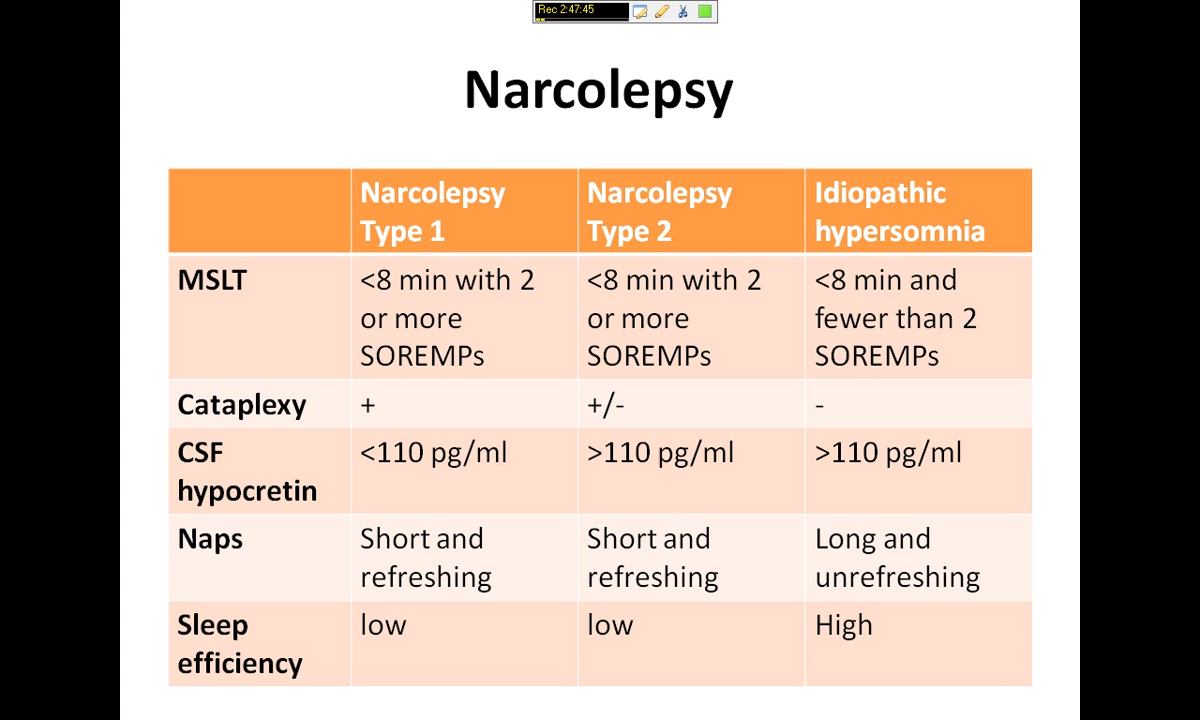 Rec 2:47:45
Narcolepsy
Narcolepsy Type 1
Narcolepsy Type 2
Idiopathic hypersomnia
MSLT
<8 min with 2
or more
SOREMPs
<8 min with 2
or more
SOREMPs
<8 min and
fewer than 2
SOREMPs
Cataplexy
+
+/-
-
CSF
hypocretin
<110 pg/ml
>110 pg/ml
>110 pg/ml
Naps
Short and
refreshing
Short and
refreshing
Long and
unrefreshing
Sleep
efficiency
low
low
High